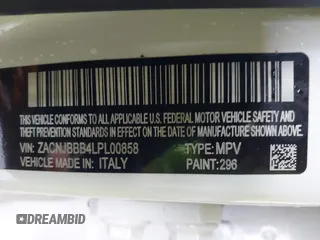 THIS VEHICLE CONFORMS TO ALL APPLICABLE
U.S. FEDERAL MOTOR VEHICLE SAFETY AND
THEFT PREVENTION STANDARDS IN EFFECT ON
THE DATE OF MANUFACTURE SHOWN ABOVE.
VIN: ZACNJBBB4LPL00858 TYPE: MPV
VEHICLE MADE IN: ITALY PAINT: 296
DEALERSHIP